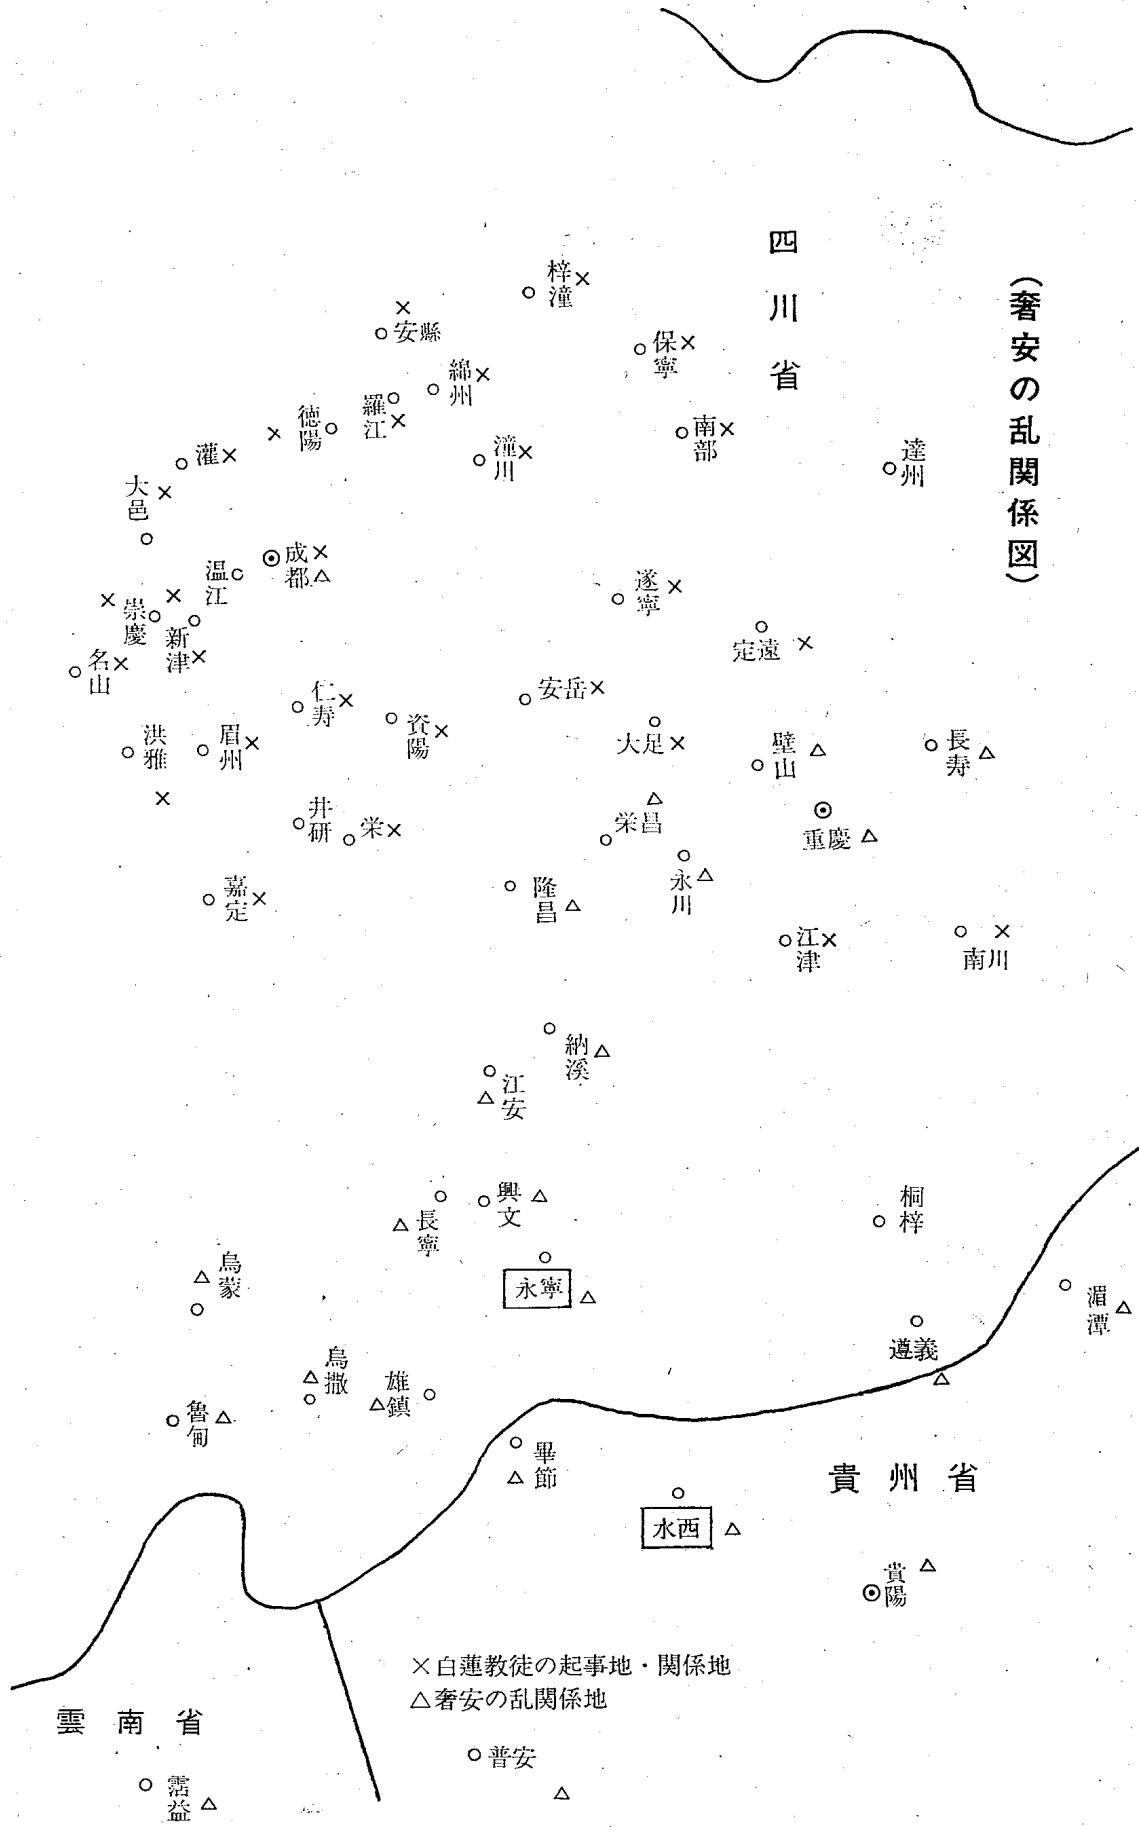 (奢安の乱関係図)
四川省
梓潼×
×
安縣
保寧×
綿州×
羅江×
徳陽
×
南部×
潼川×
達州
灌×
大邑×
成都×△
温江
遂寧×
×
崇慶
×
新津×
定遠×
名山×
仁寿×
安岳×
資陽×
大足×
壁山△
長寿△
洪雅
×
眉州×
井研
栄×
栄昌
△
重慶△
永川△
隆昌△
嘉定×
江津×
南川
×
納溪△
江安
△
興文△
長寧
△
桐梓
永寧
△
烏蒙
△
湄潭△
遵義
△
烏撒
△
雄鎮
△
魯甸△
畢節
△
貴州省
水西
△
貴陽
△
×白蓮教徒の起事地・関係地
△奢安の乱関係地
雲南省
普安
△
霑益△